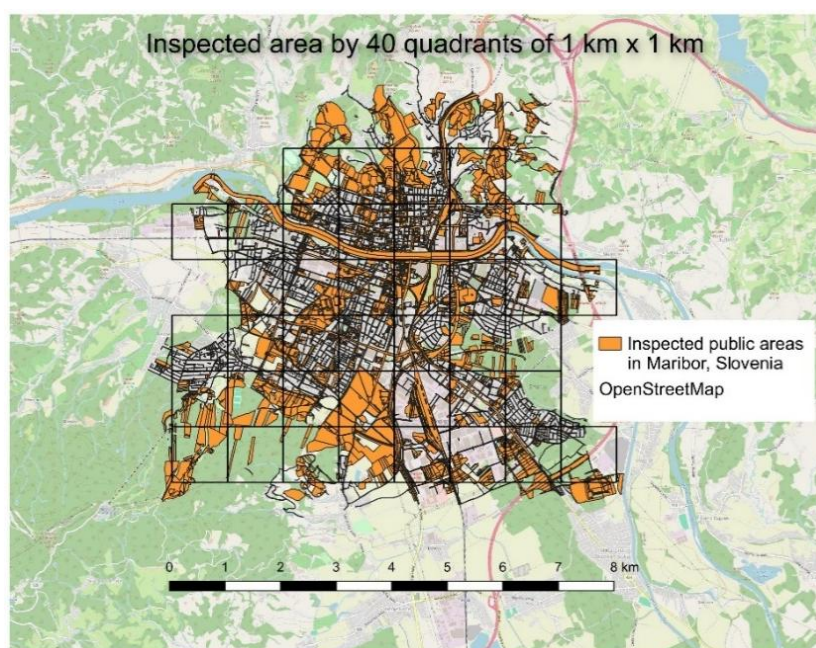 Inspected area by 40 quadrants of 1 km x 1 km
Inspected public areas
in Maribor, Slovenia
OpenStreetMap
0 1 2 3 4 5 6 7 8 km